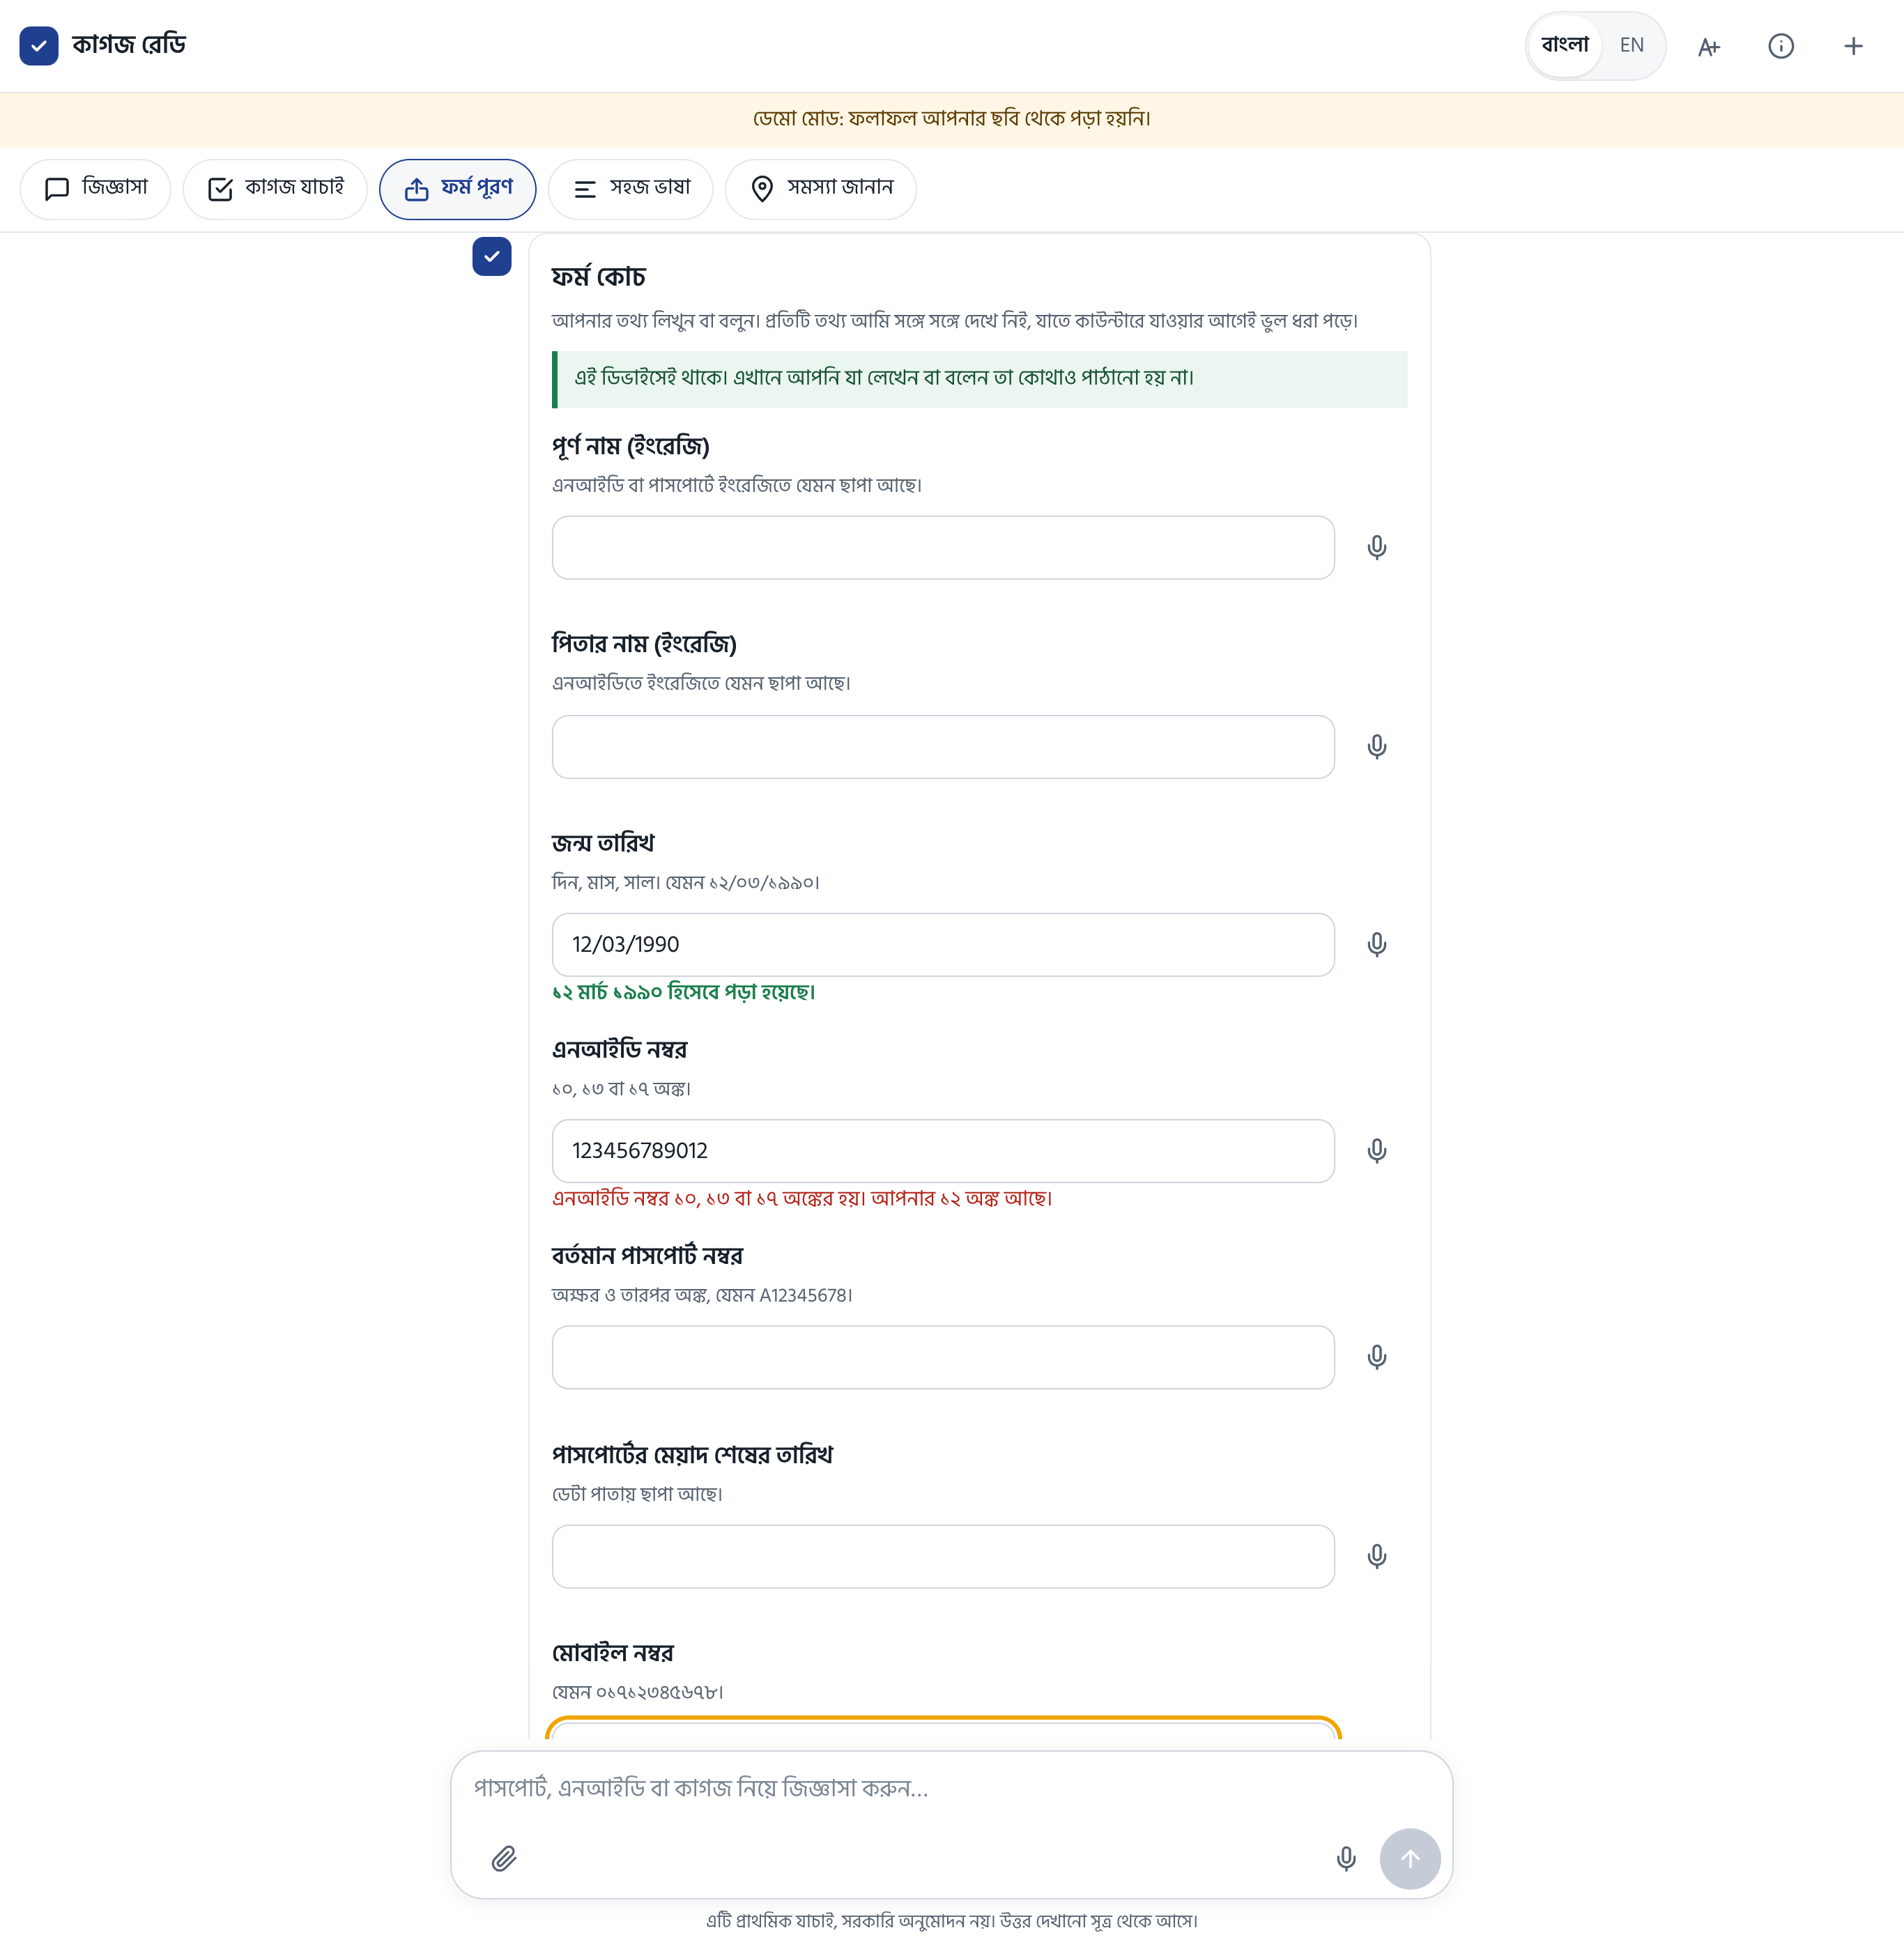 কাগজ রেডি
বাংলা EN A+
ডেমো মোড: ফলাফল আপনার ছবি থেকে পড়া হয়নি।
জিজ্ঞাসা কাগজ যাচাই ফর্ম পূরণ সহজ ভাষা সমস্যা জানান
ফর্ম কোচ
আপনার তথ্য লিখুন বা বলুন। প্রতিটি তথ্য আমি সঙ্গে সঙ্গে দেখে নিই, যাতে কাউন্টারে যাওয়ার আগেই ভুল ধরা পড়ে।
এই ডিভাইসেই থাকে। এখানে আপনি যা লেখেন বা বলেন তা কোথাও পাঠানো হয় না।
পূর্ণ নাম (ইংরেজি)
এনআইডি বা পাসপোর্টে ইংরেজিতে যেমন ছাপা আছে।
পিতার নাম (ইংরেজি)
এনআইডিতে ইংরেজিতে যেমন ছাপা আছে।
জন্ম তারিখ
দিন, মাস, সাল। যেমন ১২/০৩/১৯৯০।
12/03/1990
১২ মার্চ ১৯৯০ হিসেবে পড়া হয়েছে।
এনআইডি নম্বর
১০, ১৩ বা ১৭ অঙ্ক।
123456789012
এনআইডি নম্বর ১০, ১৩ বা ১৭ অঙ্কের হয়। আপনার ১২ অঙ্ক আছে।
বর্তমান পাসপোর্ট নম্বর
অক্ষর ও তারপর অঙ্ক, যেমন A12345678।
পাসপোর্টের মেয়াদ শেষের তারিখ
ডেটা পাতায় ছাপা আছে।
মোবাইল নম্বর
যেমন ০১৭১২৩৪৫৬৭৮।
পাসপোর্ট, এনআইডি বা কাগজ নিয়ে জিজ্ঞাসা করুন...
এটি প্রাথমিক যাচাই, সরকারি অনুমোদন নয়। উত্তর দেখানো সূত্র থেকে আসে।